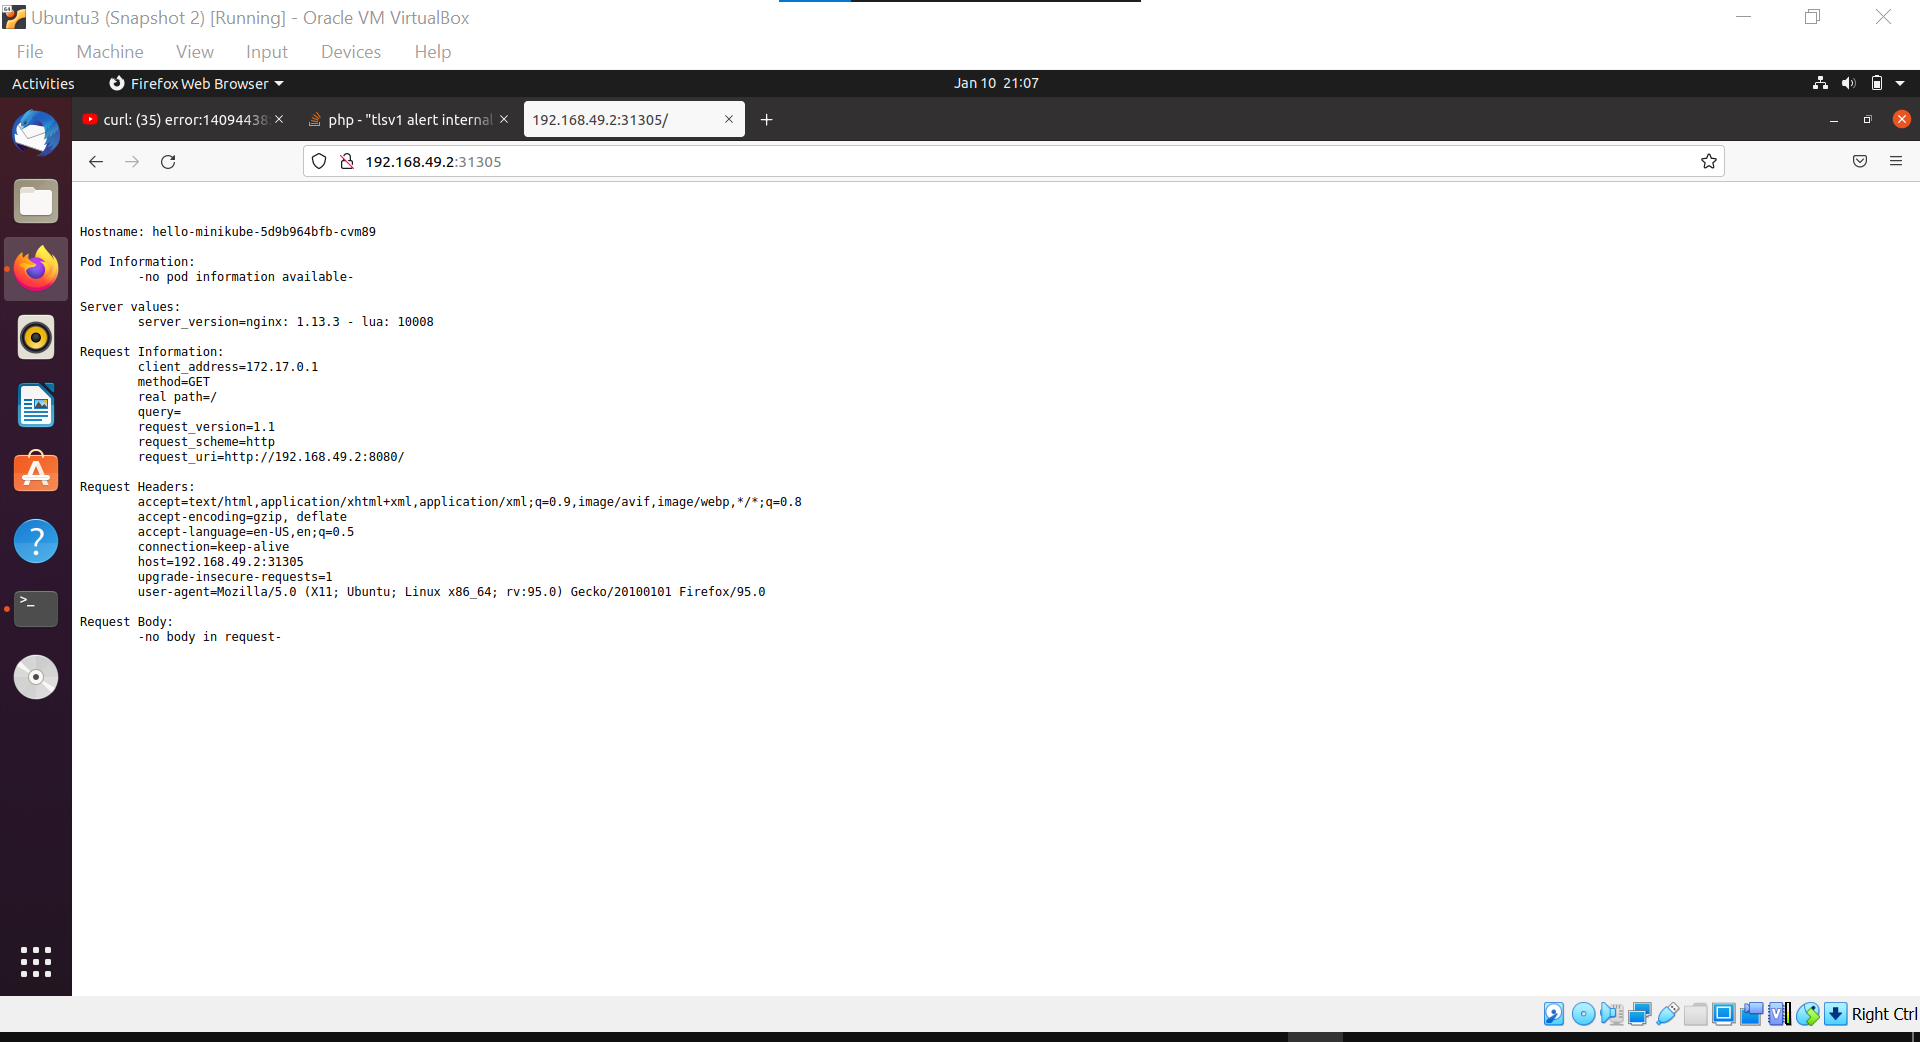 Ubuntu3 (Snapshot 2) [Running] - Oracle VM VirtualBox
File Machine View Input Devices Help
Activities Firefox Web Browser Jan 10 21:07
curl: (35) error:14094438: php - "tlsv1 alert internal 192.168.49.2:31305/
192.168.49.2:31305
Hostname: hello-minikube-5d9b964bfb-cvm89
Pod Information:
-no pod information available-
Server values:
server_version=nginx: 1.13.3 - lua: 10008
Request Information:
client_address=172.17.0.1
method=GET
real path=/
query=
request_version=1.1
request_scheme=http
request_uri=http://192.168.49.2:8080/
Request Headers:
accept=text/html,application/xhtml+xml,application/xml;q=0.9,image/avif,image/webp,*/*;q=0.8
accept-encoding=gzip, deflate
accept-language=en-US,en;q=0.5
connection=keep-alive
host=192.168.49.2:31305
upgrade-insecure-requests=1
user-agent=Mozilla/5.0 (X11; Ubuntu; Linux x86_64; rv:95.0) Gecko/20100101 Firefox/95.0
Request Body:
-no body in request-
Right Ctrl